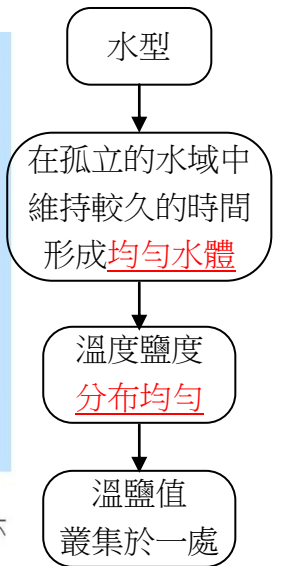 水型
在孤立的水域中
維持較久的時間
形成均勻水體
溫度鹽度
分布均勻
溫鹽值
叢集於一處